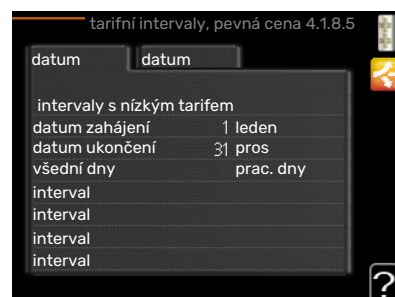 tarifní intervaly, pevná cena 4.1.8.5
datum datum
intervaly s nízkým tarifem
datum zahájení 1 leden
datum ukončení 31 pros
všední dny prac. dny
interval
interval
interval
interval
?